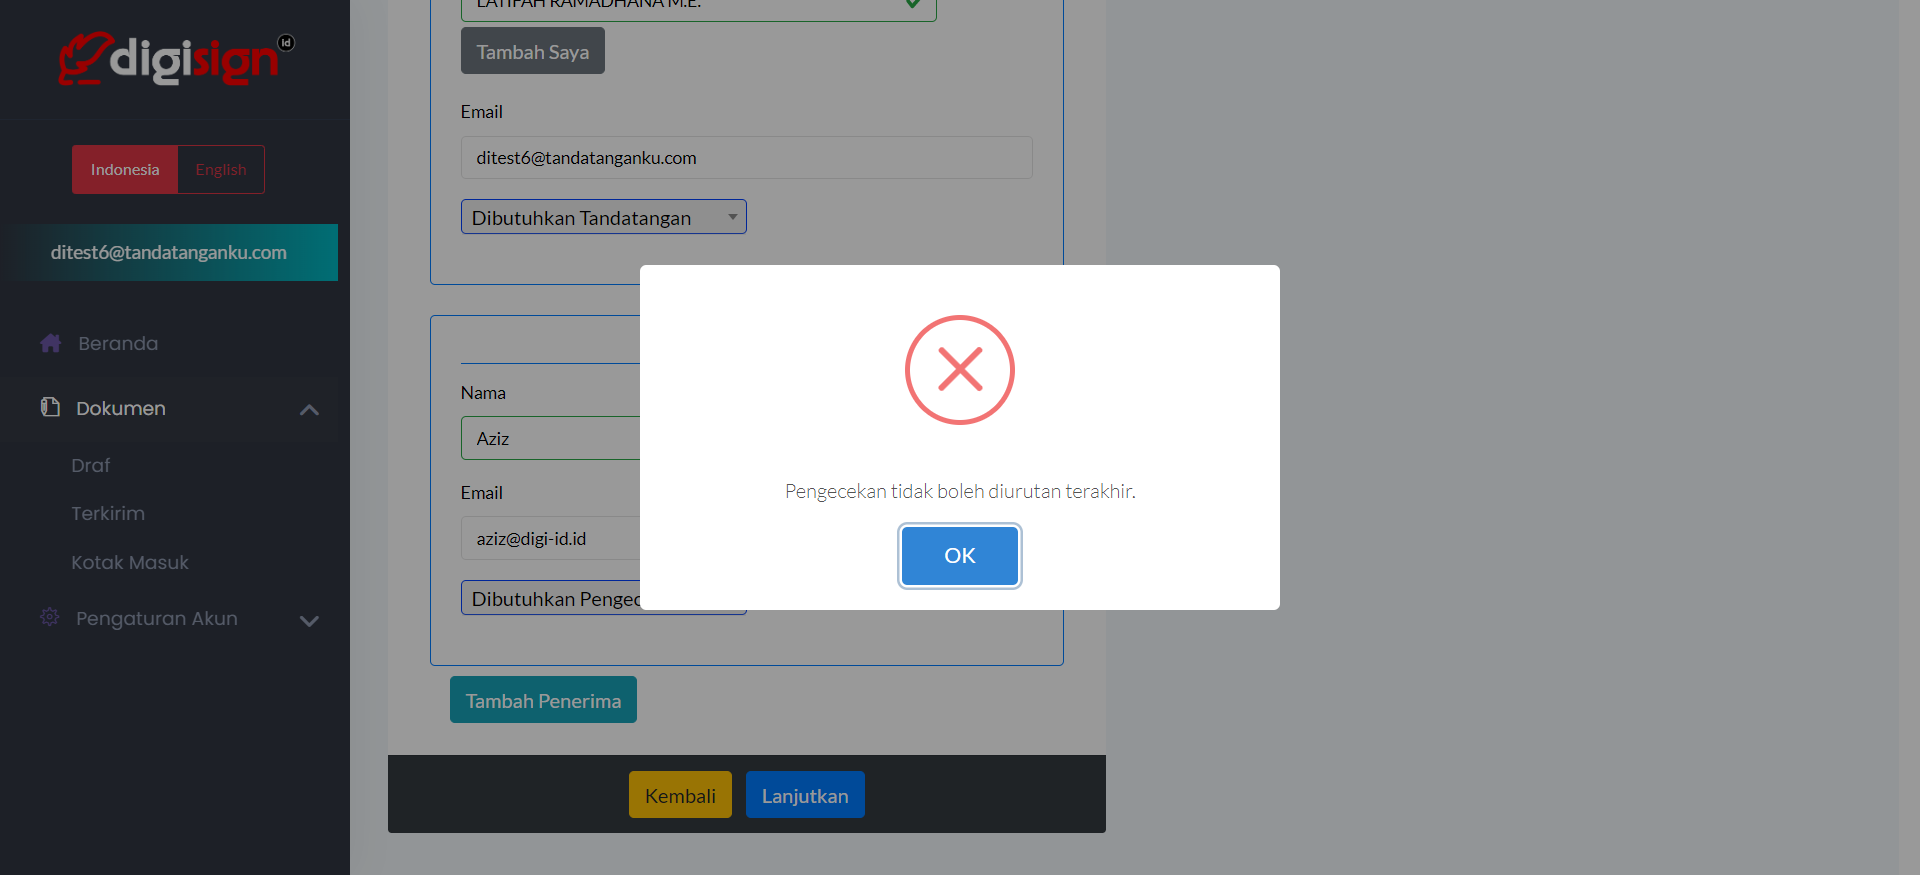 digisign id
Indonesia
English
ditest6@tandatanganku.com
Beranda
Dokumen
Draf
Terkirim
Kotak Masuk
Pengaturan Akun
LATIFAH RAMADHANA M.E.
Tambah Saya
Email
ditest6@tandatanganku.com
Dibutuhkan Tandatangan
Nama
Aziz
Email
aziz@digi-id.id
Dibutuhkan Pengec
Tambah Penerima
Kembali
Lanjutkan
Pengecekan tidak boleh diurutan terakhir.
OK